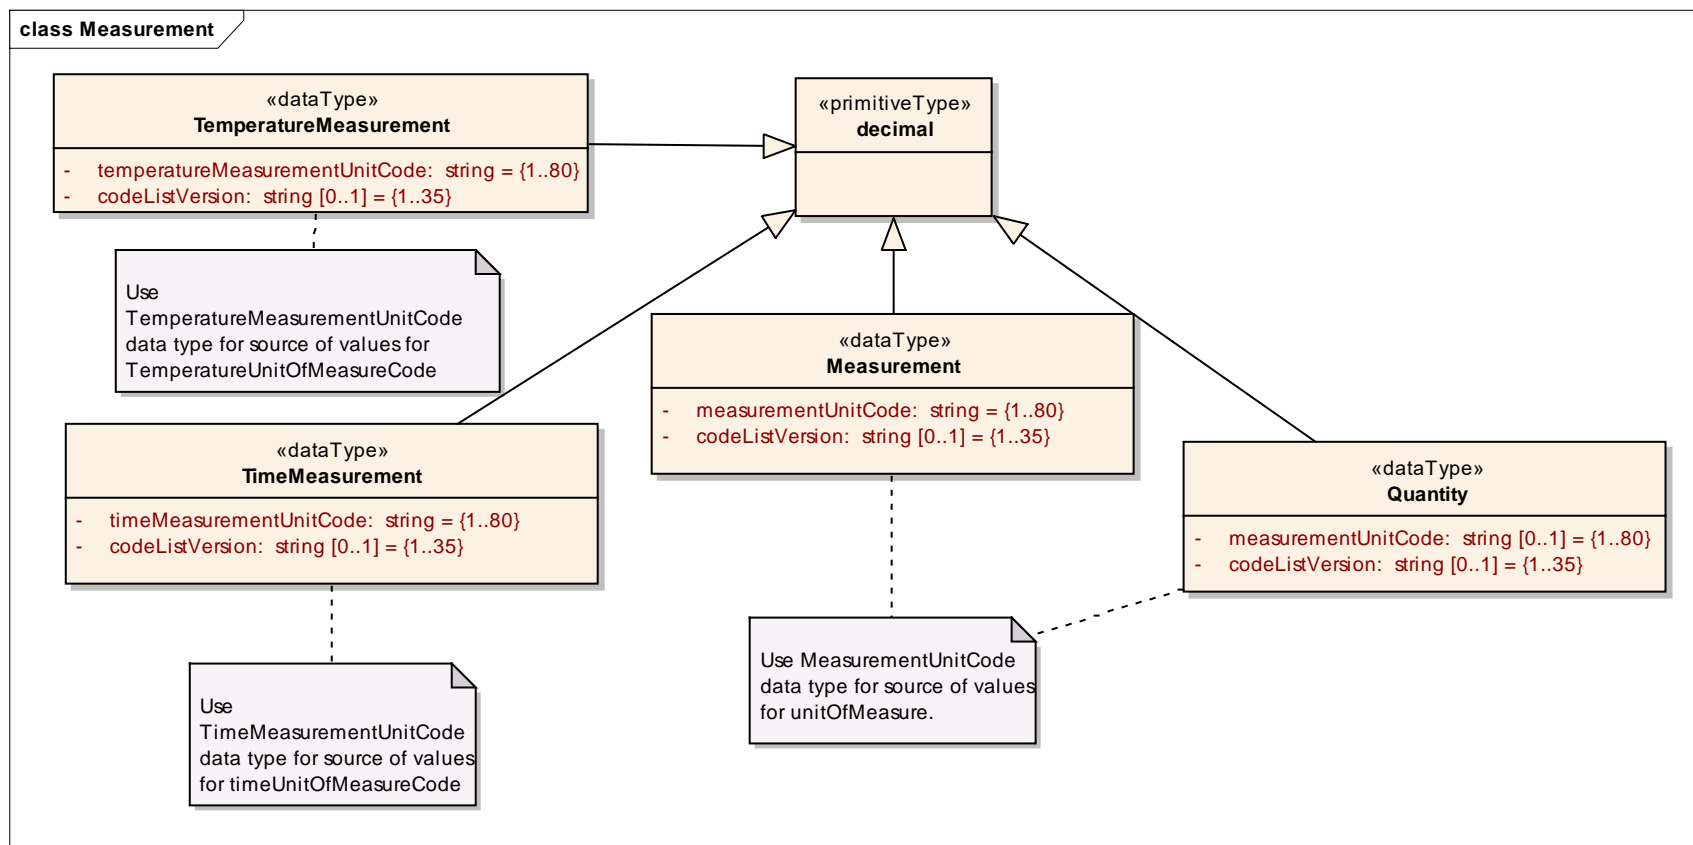 class Measurement
«dataType»
TemperatureMeasurement
- temperatureMeasurementUnitCode: string = {1..80}
- codeListVersion: string [0..1] = {1..35}
«primitiveType»
decimal
Use
TemperatureMeasurementUnitCode
data type for source of values for
TemperatureUnitOfMeasureCode
«dataType»
Measurement
- measurementUnitCode: string = {1..80}
- codeListVersion: string [0..1] = {1..35}
«dataType»
TimeMeasurement
- timeMeasurementUnitCode: string = {1..80}
- codeListVersion: string [0..1] = {1..35}
«dataType»
Quantity
- measurementUnitCode: string [0..1] = {1..80}
- codeListVersion: string [0..1] = {1..35}
Use MeasurementUnitCode
data type for source of values
for unitOfMeasure.
Use
TimeMeasurementUnitCode
data type for source of values
for timeUnitOfMeasureCode